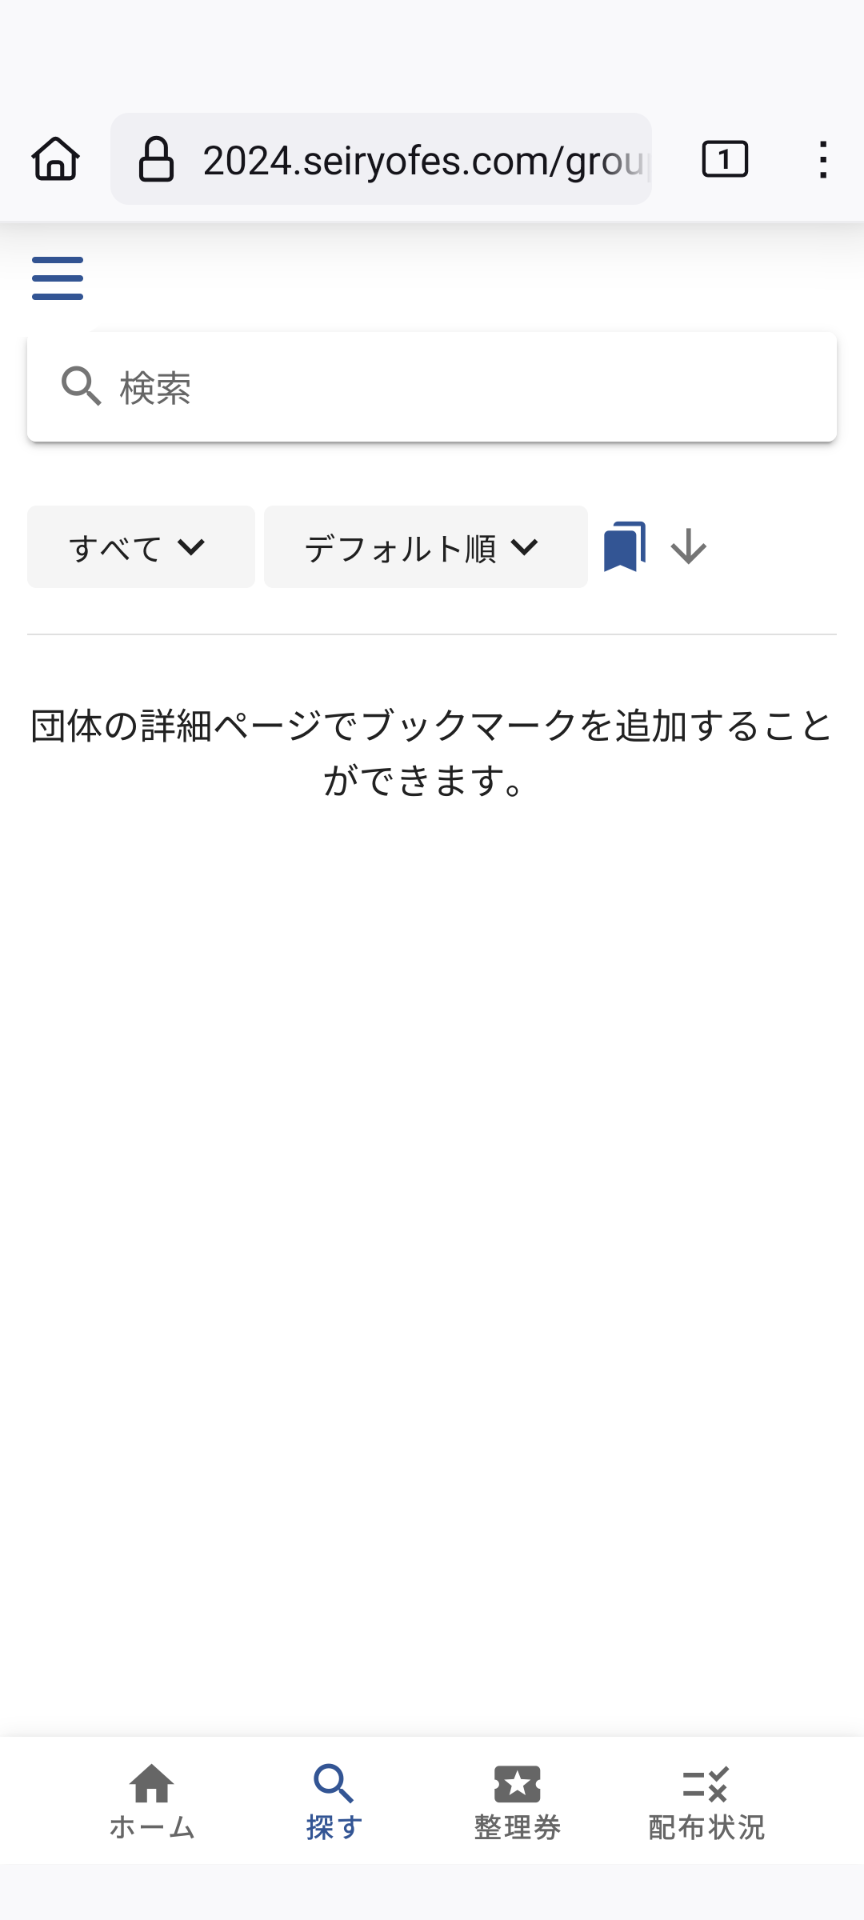 2024.seiryofes.com/grou
1
検索
すべて
デフォルト順
団体の詳細ページでブックマークを追加すること
ができます。
ホーム
探す
整理券
配布状況